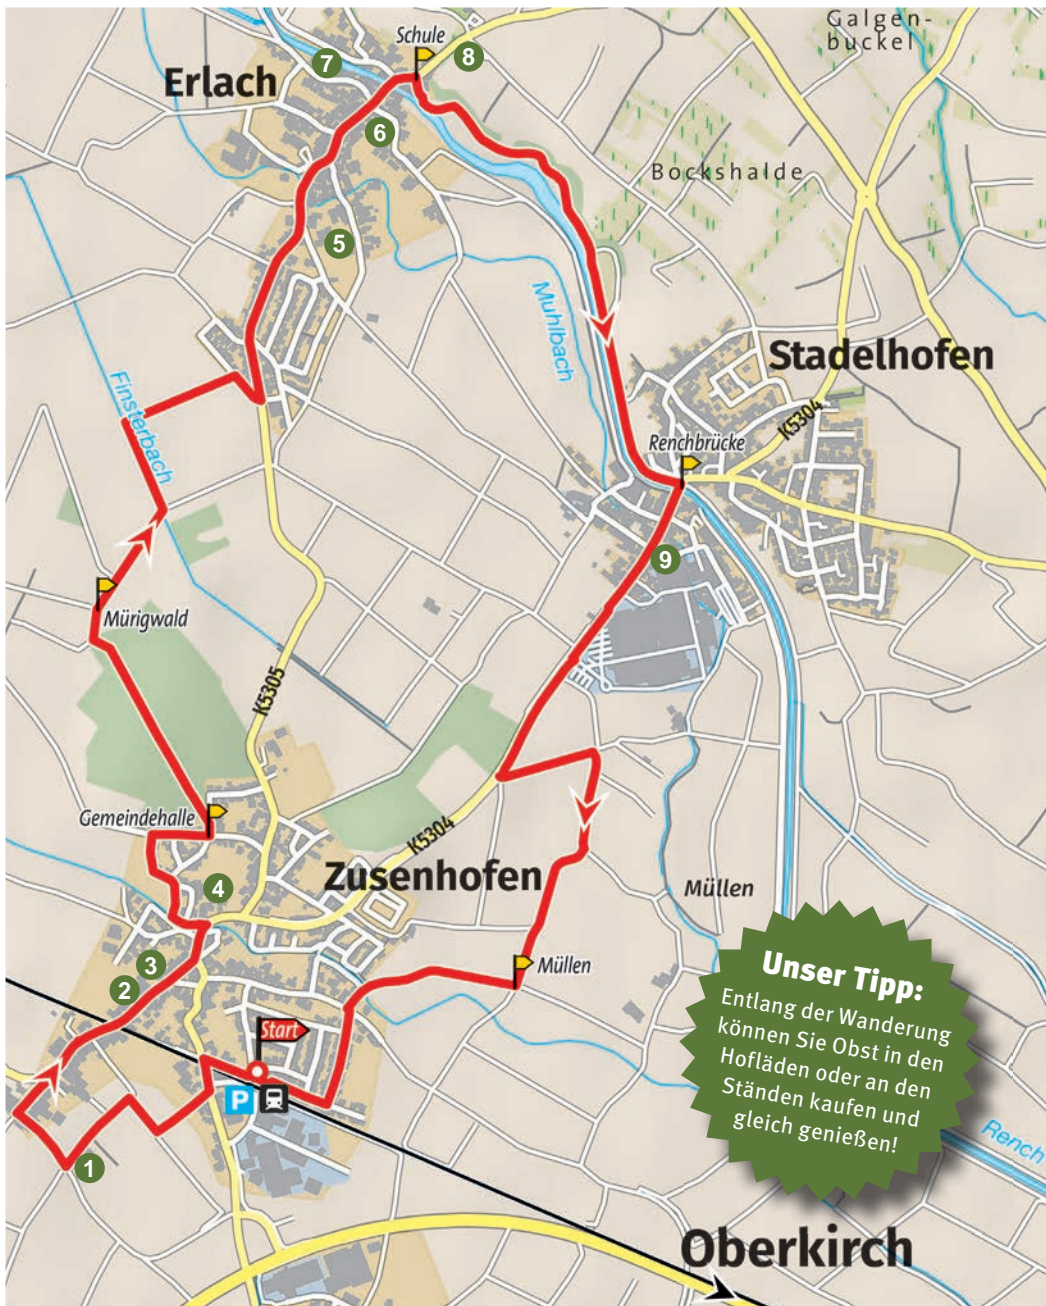 Galgen-
buckel
Schule
8
7
Erlach
6
Bockshalde
5
Muhlbach
Stadelhofen
Finsterbach
K5304
Renchbrücke
9
Mürigwald
K5305
Gemeindehalle
K5304
Zusenhofen
4
Müllen
3
Müllen
2
Start
P
1
Unser Tipp:
Entlang der Wanderung
können Sie Obst in den
Hofläden oder an den
Ständen kaufen und
gleich genießen!
Rench
Oberkirch